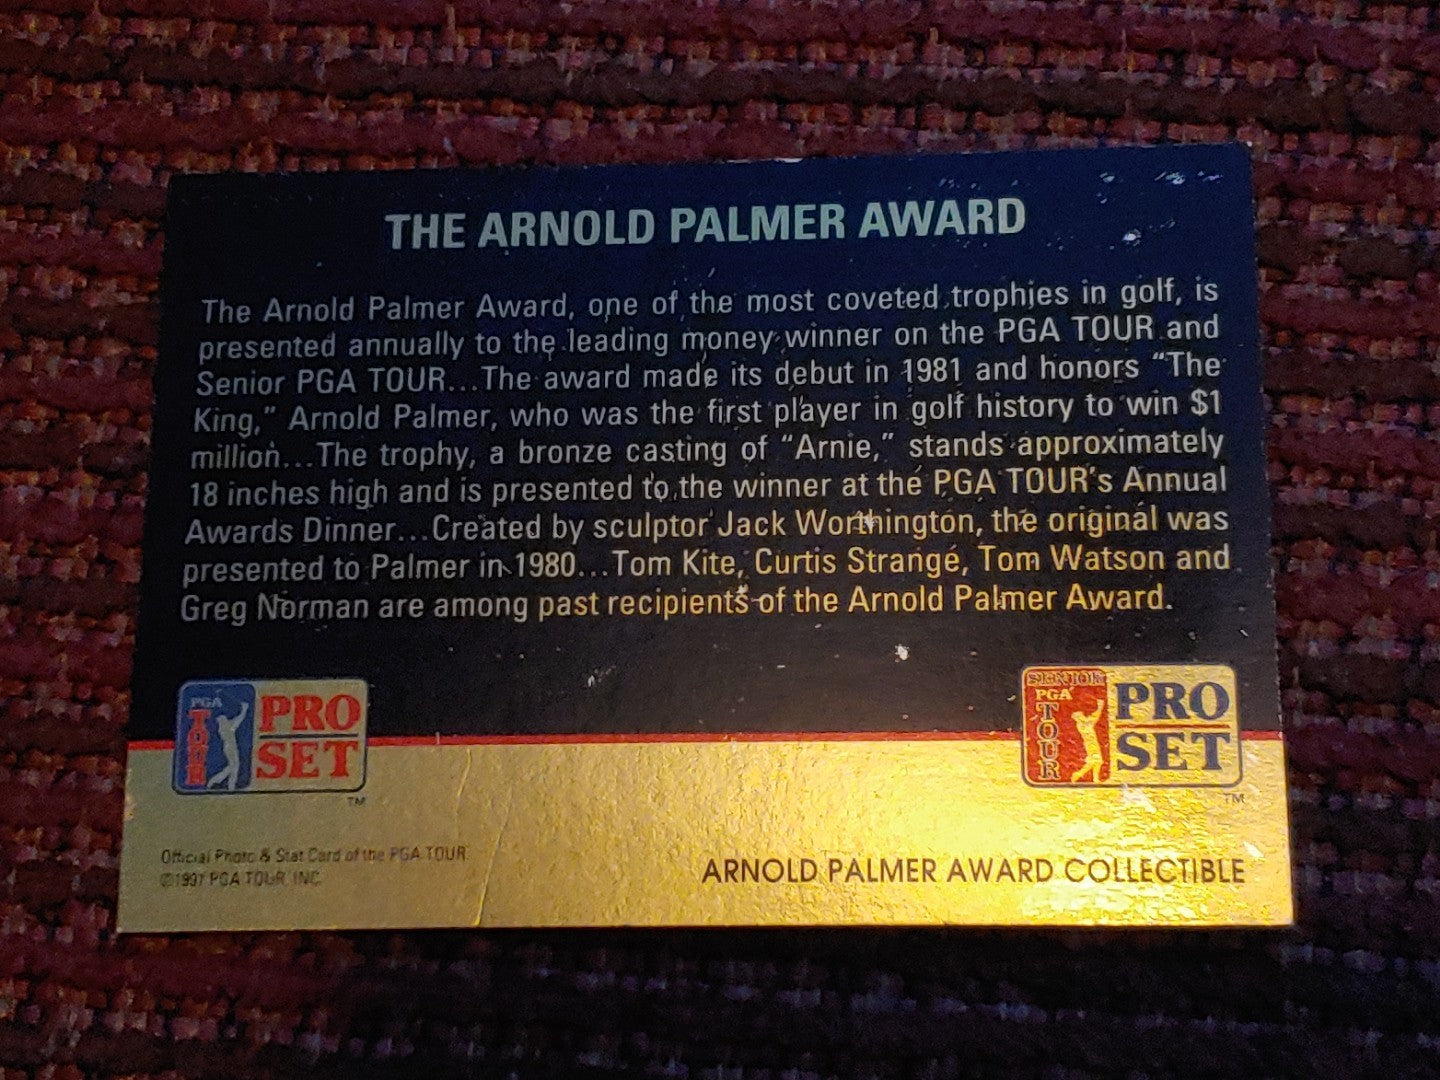 THE ARNOLD PALMER AWARD
The Arnold Palmer Award, one of the most coveted trophies in golf, is
presented annually to the leading money winner on the PGA TOUR and
Senior PGA TOUR...The award made its debut in 1981 and honors “The
King,” Arnold Palmer, who was the first player in golf history to win $1
million...The trophy, a bronze casting of “Arnie,” stands approximately
18 inches high and is presented to the winner at the PGA TOUR's Annual
Awards Dinner...Created by sculptor Jack Worthington, the original was
presented to Palmer in 1980...Tom Kite, Curtis Strange, Tom Watson and
Greg Norman are among past recipients of the Arnold Palmer Award.
PGA TOUR
PRO SET
TM
SENIOR PGA TOUR
PRO SET
TM
Official Photo & Stat Card of the PGA TOUR
©1991 PGA TOUR, INC.
ARNOLD PALMER AWARD COLLECTIBLE